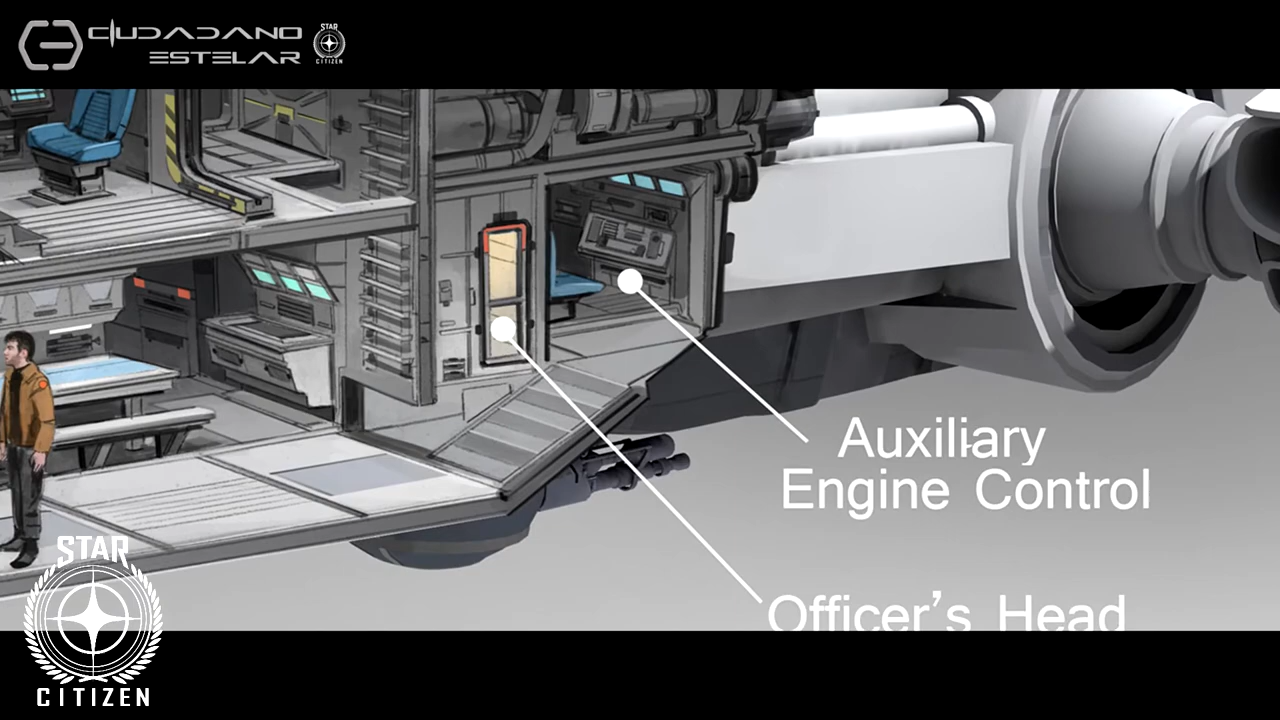 CIUDADANO
ESTELAR
STAR
CITIZEN
Auxiliary
Engine Control
Officer's Head
STAR
CITIZEN